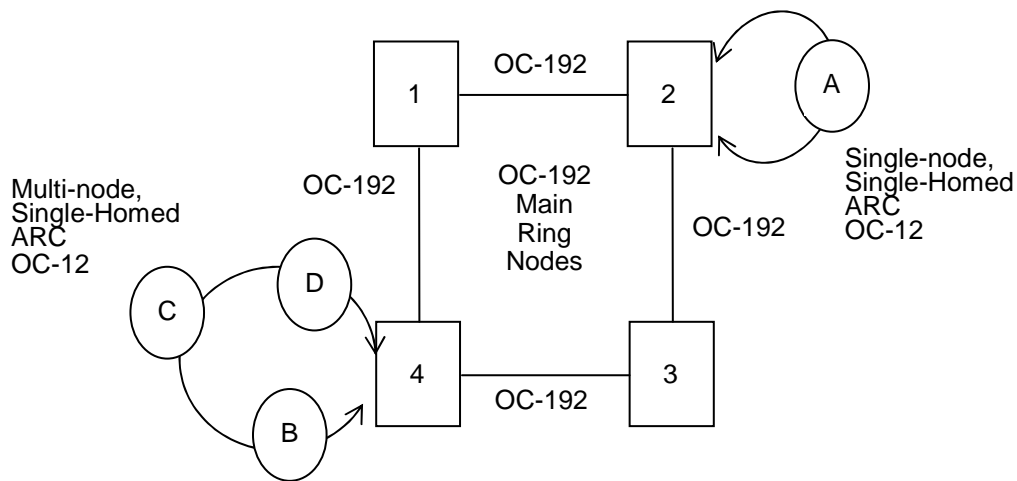 OC-192
1
2
A
OC-192
OC-192
Main
Ring
Nodes
OC-192
Single-node,
Single-Homed
ARC
OC-12
Multi-node,
Single-Homed
ARC
OC-12
D
C
B
4
3
OC-192